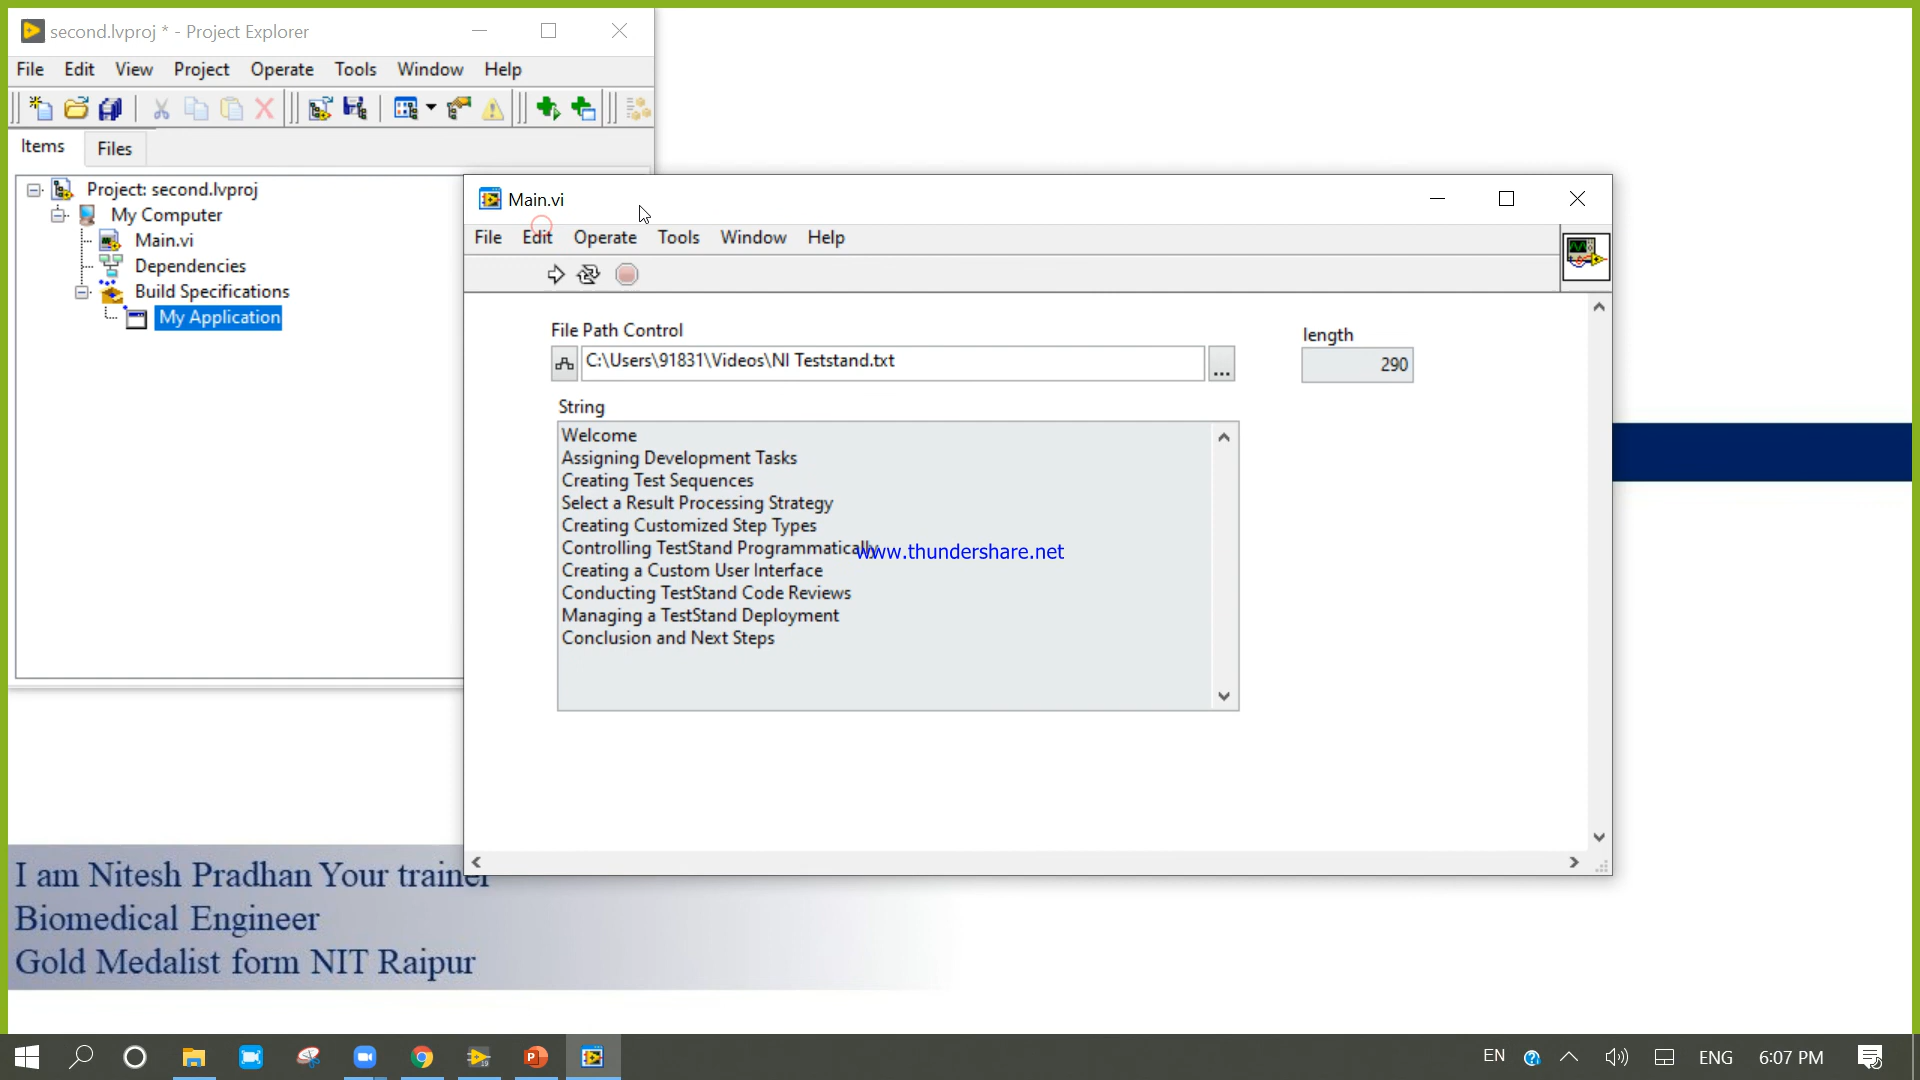 second.lvproj * - Project Explorer
File Edit View Project Operate Tools Window Help
Items Files
Project: second.lvproj
My Computer
Main.vi
Dependencies
Build Specifications
My Application
Main.vi
File Edit Operate Tools Window Help
File Path Control
C:\Users\91831\Videos\NI Teststand.txt
...
length
290
String
Welcome
Assigning Development Tasks
Creating Test Sequences
Select a Result Processing Strategy
Creating Customized Step Types
Controlling TestStand Programmatically
www.thundershare.net
Creating a Custom User Interface
Conducting TestStand Code Reviews
Managing a TestStand Deployment
Conclusion and Next Steps
I am Nitesh Pradhan Your trainer
Biomedical Engineer
Gold Medalist form NIT Raipur
EN ENG 6:07 PM